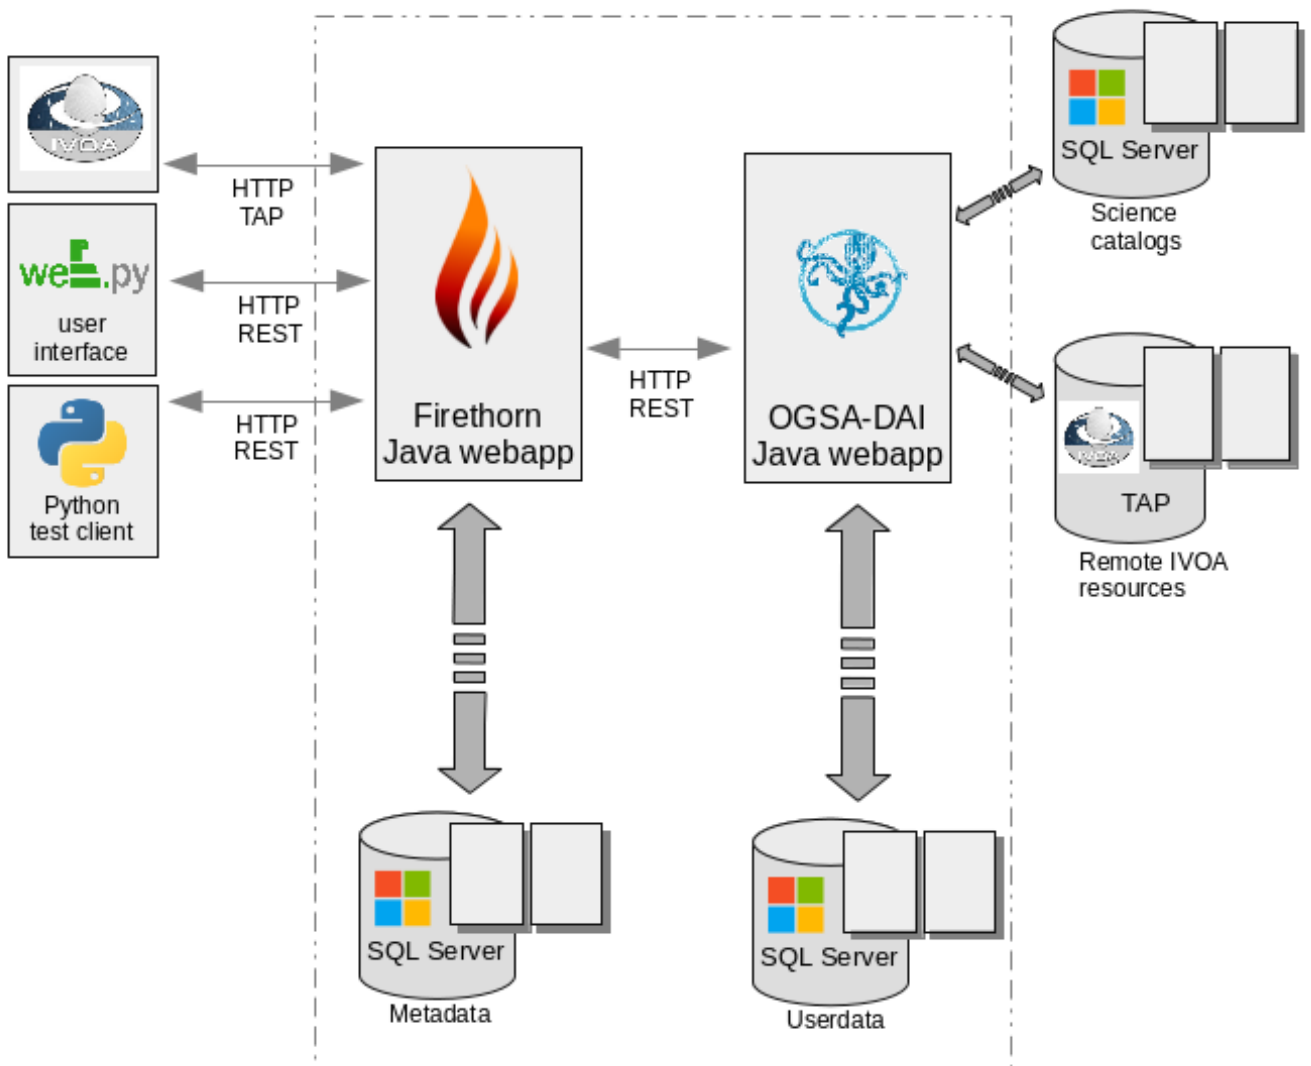 IVOA
HTTP
TAP
web.py
user
interface
HTTP
REST
Python
test client
HTTP
REST
Firethorn
Java webapp
HTTP
REST
OGSA-DAI
Java webapp
SQL Server
Science
catalogs
IVOA
TAP
Remote IVOA
resources
SQL Server
Metadata
SQL Server
Userdata